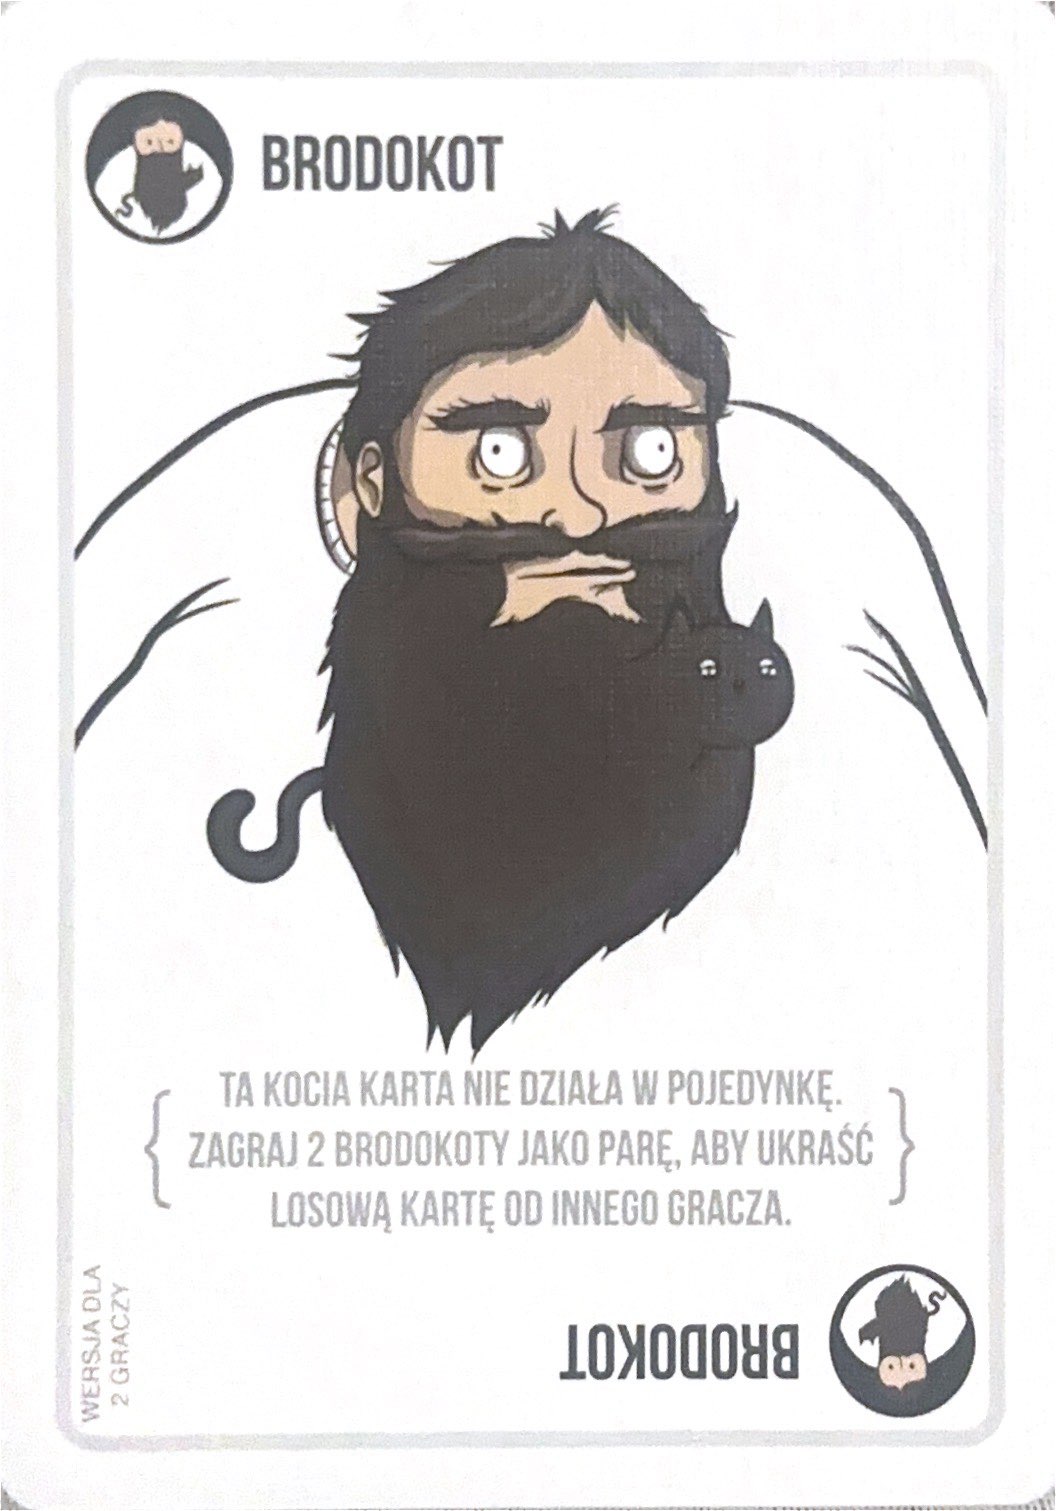 BRODOKOT
TA KOCIA KARTA NIE DZIAŁA W POJEDYNKĘ.
ZAGRAJ 2 BRODOKOTY JAKO PARĘ, ABY UKRAŚĆ
LOSOWĄ KARTĘ OD INNEGO GRACZA.
WERSJA DLA
2 GRACZY
BRODOKOT